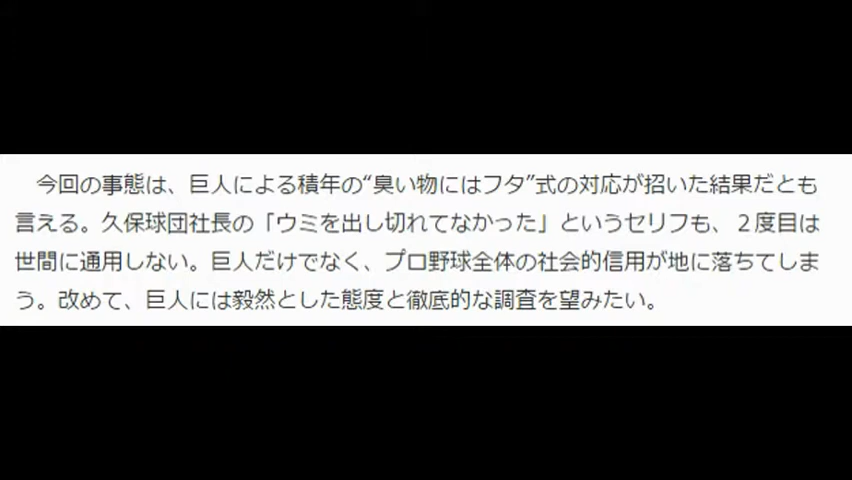 今回の事態は、巨人による積年の“臭い物にはフタ”式の対応が招いた結果だとも
言える。久保球団社長の「ウミを出し切れてなかった」というセリフも、２度目は
世間に通用しない。巨人だけでなく、プロ野球全体の社会的信用が地に落ちてしま
う。改めて、巨人には毅然とした態度と徹底的な調査を望みたい。